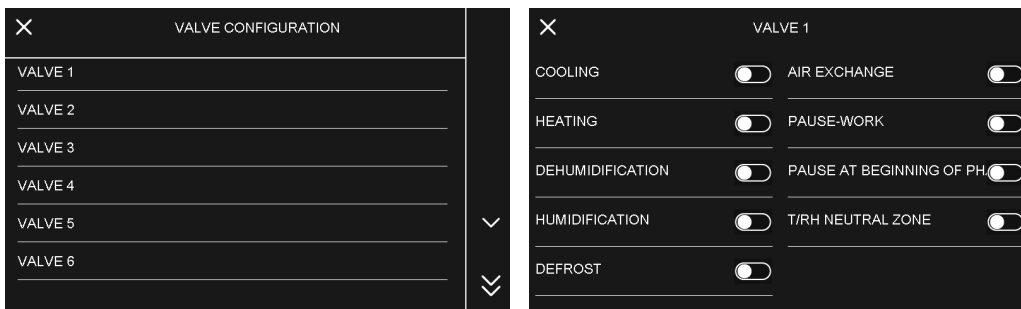 VALVE CONFIGURATION
VALVE 1
VALVE 2
VALVE 3
VALVE 4
VALVE 5
VALVE 6
VALVE 1
COOLING
HEATING
DEHUMIDIFICATION
HUMIDIFICATION
DEFROST
AIR EXCHANGE
PAUSE-WORK
PAUSE AT BEGINNING OF PH
T/RH NEUTRAL ZONE